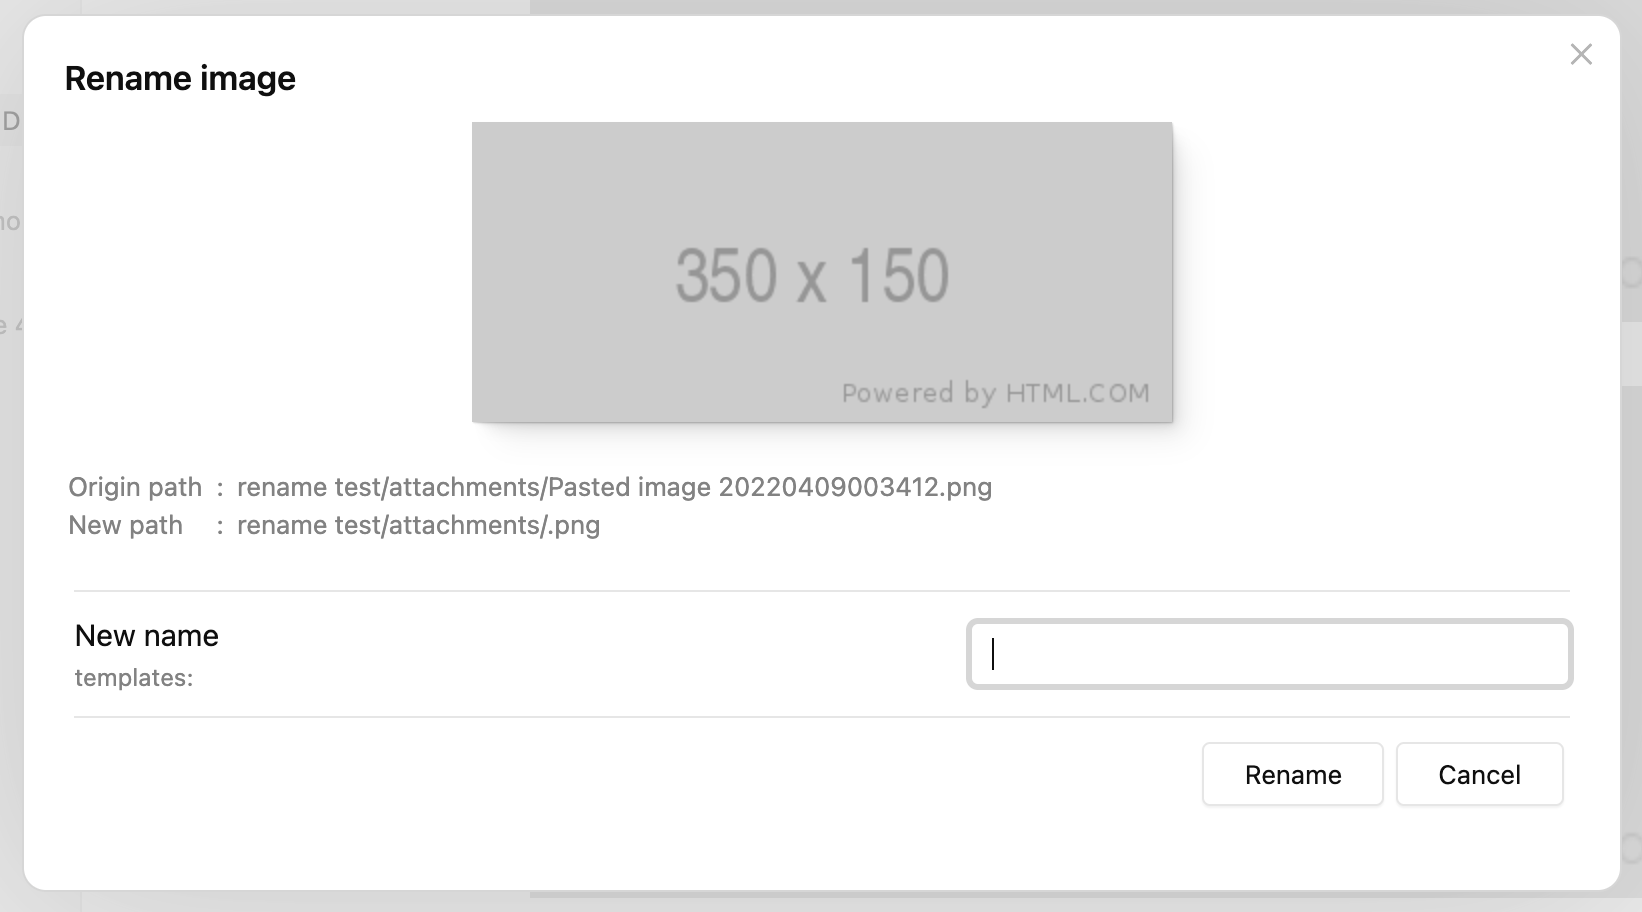 Rename image
D
350 x 150
Powered by HTML.COM
Origin path : rename test/attachments/Pasted image 20220409003412.png
New path : rename test/attachments/.png
New name
templates:
Rename
Cancel